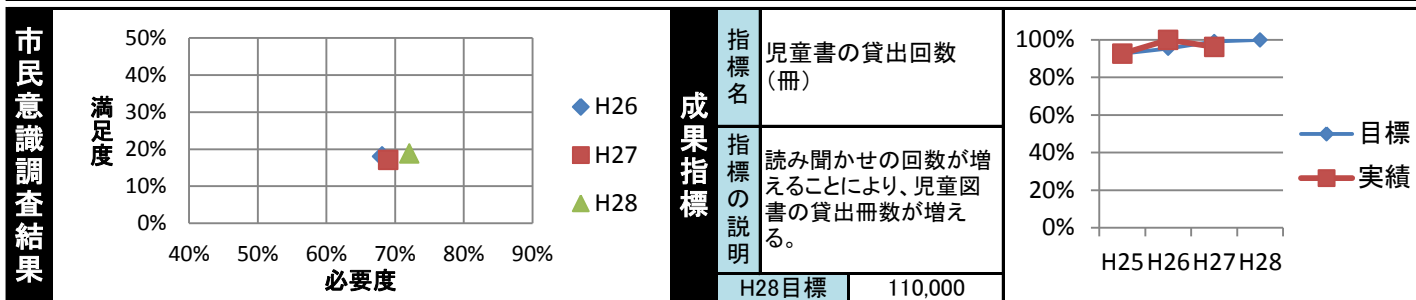 市民意識調査結果
50%
40%
30%
20%
10%
0%
満足度
40% 50% 60% 70% 80% 90%
必要度
H26
H27
H28
成果指標
指標名
児童書の貸出回数
(冊)
指標の説明
読み聞かせの回数が増
えることにより、児童図
書の貸出冊数が増え
る。
H28目標 110,000
100%
80%
60%
40%
20%
0%
H25 H26 H27 H28
目標
実績